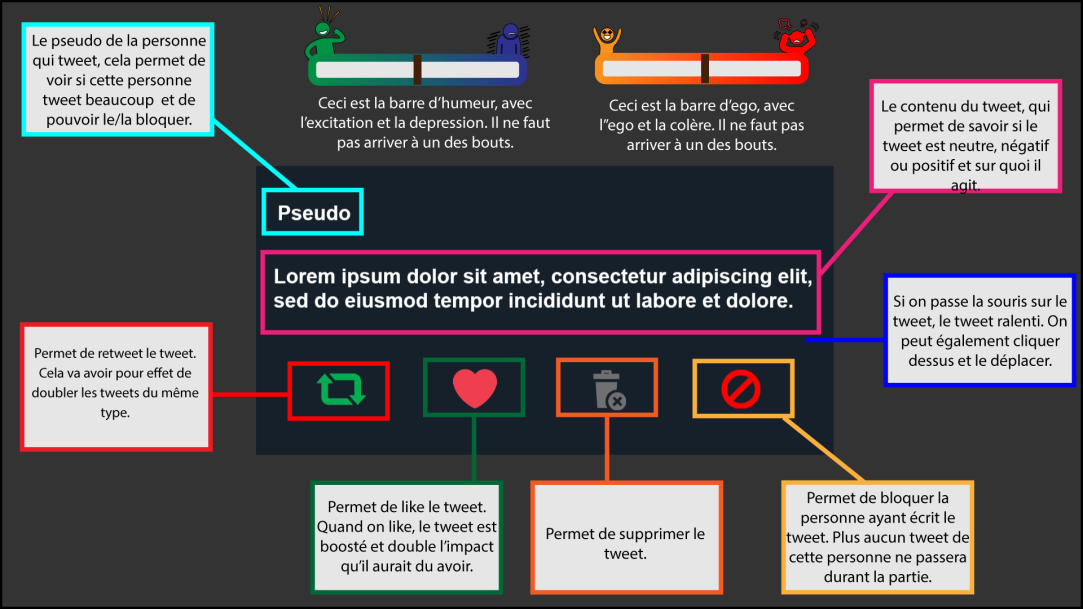 Le pseudo de la personne
qui tweet, cela permet de
voir si cette personne
tweet beaucoup et de
pouvoir le/la bloquer.
Ceci est la barre d'humeur, avec
l'excitation et la depression. Il ne faut
pas arriver à un des bouts.
Ceci est la barre d'ego, avec
l''ego et la colère. Il ne faut pas
arriver à un des bouts.
Le contenu du tweet, qui
permet de savoir si le
tweet est neutre, négatif
ou positif et sur quoi il
agit.
Pseudo
Lorem ipsum dolor sit amet, consectetur adipiscing elit,
sed do eiusmod tempor incididunt ut labore et dolore.
Si on passe la souris sur le
tweet, le tweet ralenti. On
peut également cliquer
dessus et le déplacer.
Permet de retweet le tweet.
Cela va avoir pour effet de
doubler les tweets du même
type.
Permet de like le tweet.
Quand on like, le tweet est
boosté et double l'impact
qu'il aurait du avoir.
Permet de supprimer le
tweet.
Permet de bloquer la
personne ayant écrit le
tweet. Plus aucun tweet de
cette personne ne passera
durant la partie.